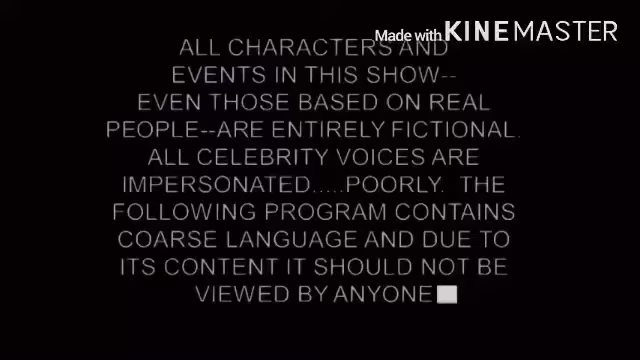 Made with KINEMASTER
ALL CHARACTERS AND
EVENTS IN THIS SHOW--
EVEN THOSE BASED ON REAL
PEOPLE--ARE ENTIRELY FICTIONAL.
ALL CELEBRITY VOICES ARE
IMPERSONATED.....POORLY. THE
FOLLOWING PROGRAM CONTAINS
COARSE LANGUAGE AND DUE TO
ITS CONTENT IT SHOULD NOT BE
VIEWED BY ANYONE